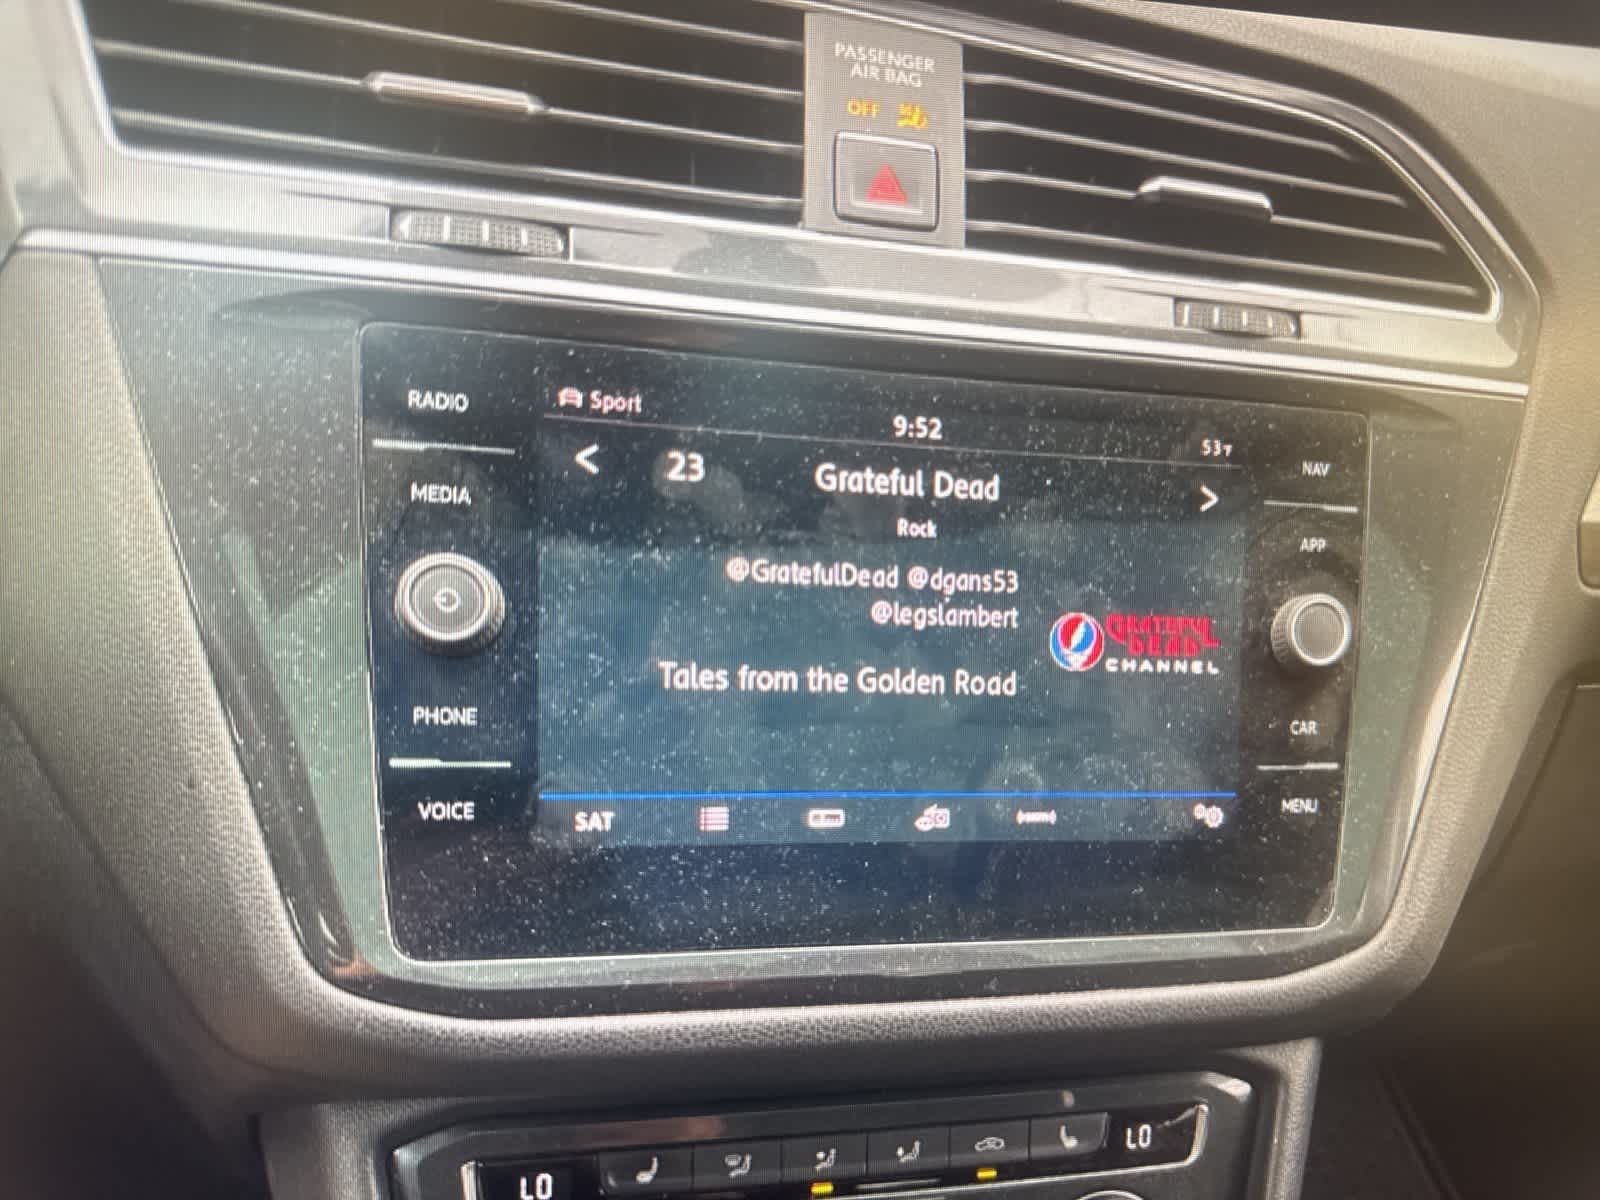 PASSENGER
AIR BAG
OFF
RADIO
Sport
9:52
53
NAV
23
Grateful Dead
MEDIA
Rock
APP
@GratefulDead @dgans53
@legslambert
GRATEFUL
DEAD
CHANNEL
Tales from the Golden Road
PHONE
CAR
VOICE
SAT
MENU
LO
LO